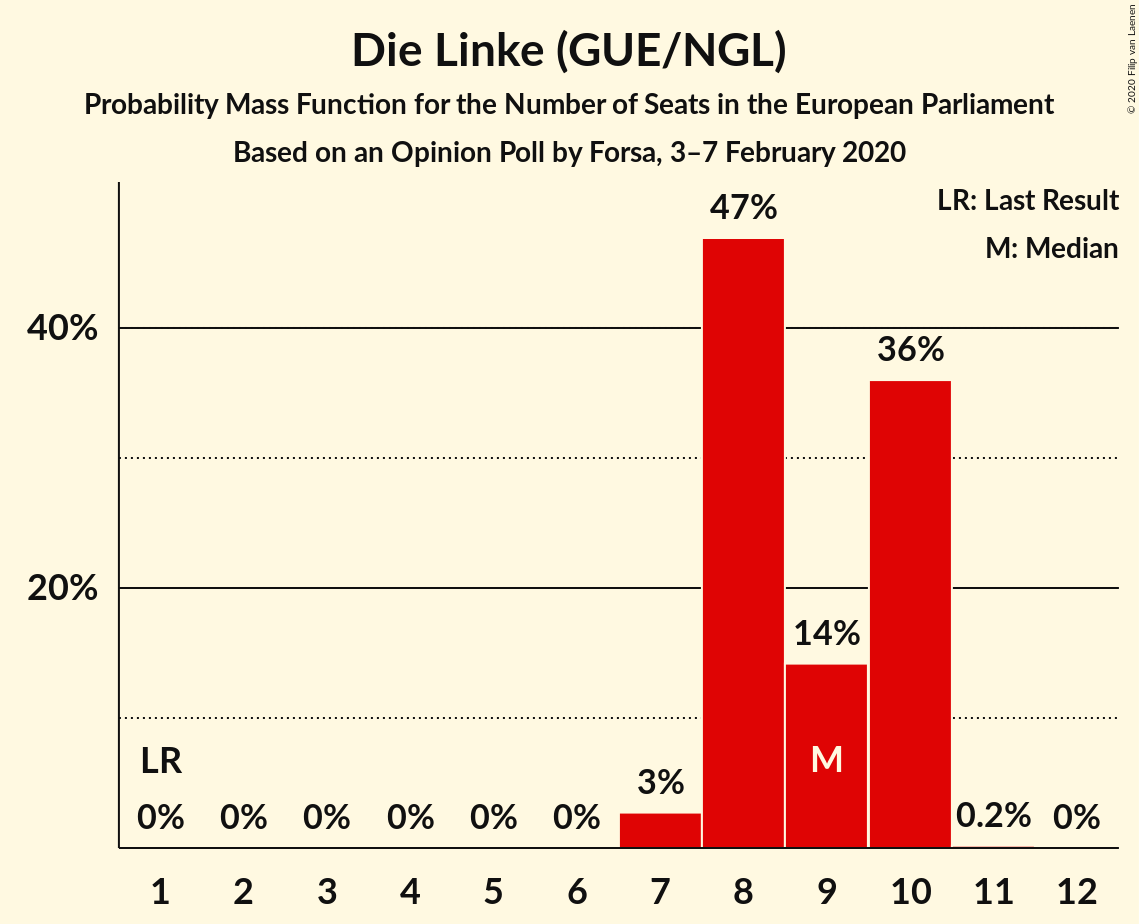 Die Linke (GUE/NGL)
Probability Mass Function for the Number of Seats in the European Parliament
Based on an Opinion Poll by Forsa, 3–7 February 2020
© 2020 Filip van Laenen
LR: Last Result
M: Median
47%
40%
36%
20%
14%
LR
M
0% 0% 0% 0% 0% 0% 3% 0.2% 0%
1 2 3 4 5 6 7 8 9 10 11 12